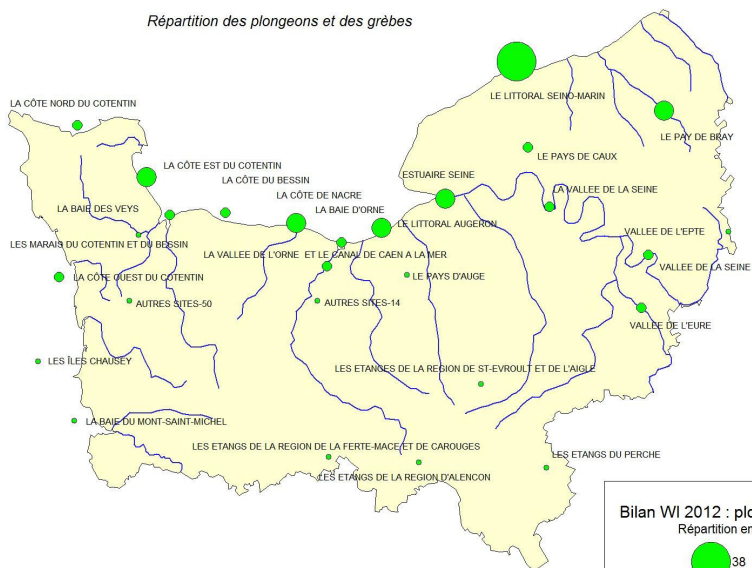 Répartition des plongeons et des grèbes
LA CÔTE NORD DU COTENTIN
LE LITTORAL SEINO-MARIN
LE PAY DE BRAY
LE PAYS DE CAUX
LA CÔTE EST DU COTENTIN
ESTUAIRE SEINE
LA CÔTE DU BESSIN
LA VALLEE DE LA SEINE
LA CÔTE DE NACRE
LA BAIE DES VEYS
LA BAIE D'ORNE
LE LITTORAL AUGERON
VALLEE DE L'EPTE
LES MARAIS DU COTENTIN ET DU BESSIN
LA VALLEE DE L'ORNE ET LE CANAL DE CAEN A LA MER
VALLEE DE LA SEINE
LA CÔTE OUEST DU COTENTIN
LE PAYS D'AUGE
AUTRES SITES-50
AUTRES SITES-14
VALLEE DE L'EURE
LES ÎLES CHAUSEY
LES ETANGES DE LA REGION DE ST-EVROULT ET DE L'AIGLE
LA BAIE DU MONT-SAINT-MICHEL
LES ETANGS DE LA REGION DE LA FERTE-MACE ET DE CAROUGES
LES ETANGS DU PERCHE
LES ETANGS DE LA REGION D'ALENCON
Bilan WI 2012 : plo
Répartition en
38